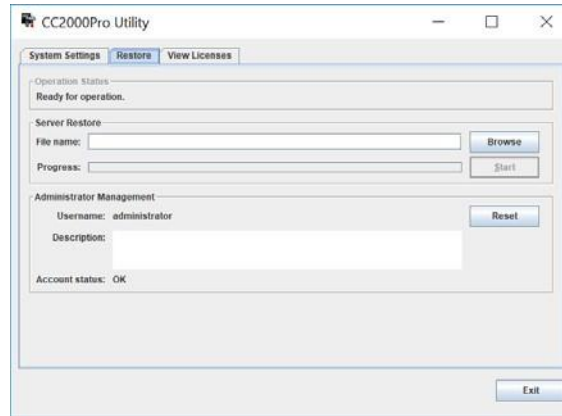 CC2000Pro Utility
System Settings Restore View Licenses
Operation Status
Ready for operation.
Server Restore
File name: Browse
Progress: Start
Administrator Management
Username: administrator Reset
Description:
Account status: OK
Exit